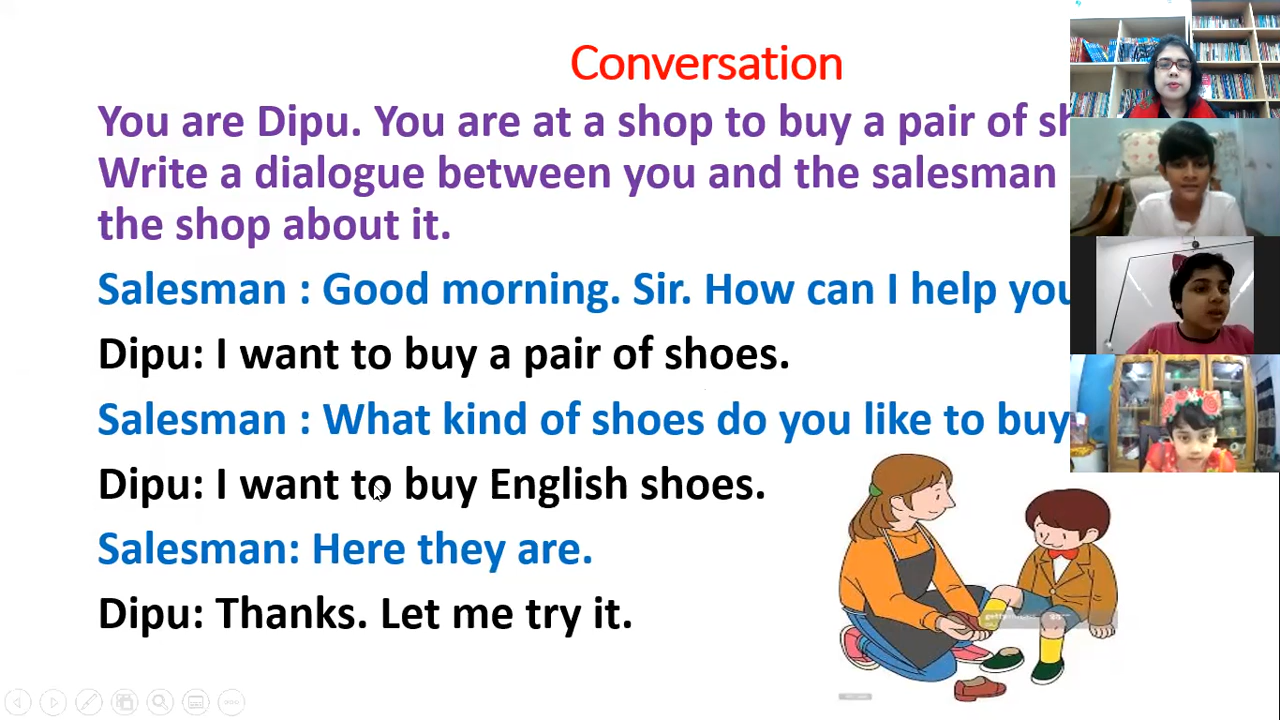 Conversation
You are Dipu. You are at a shop to buy a pair of
Write a dialogue between you and the salesman
the shop about it.
Salesman : Good morning. Sir. How can I help you
Dipu: I want to buy a pair of shoes.
Salesman : What kind of shoes do you like to buy
Dipu: I want to buy English shoes.
Salesman: Here they are.
Dipu: Thanks. Let me try it.